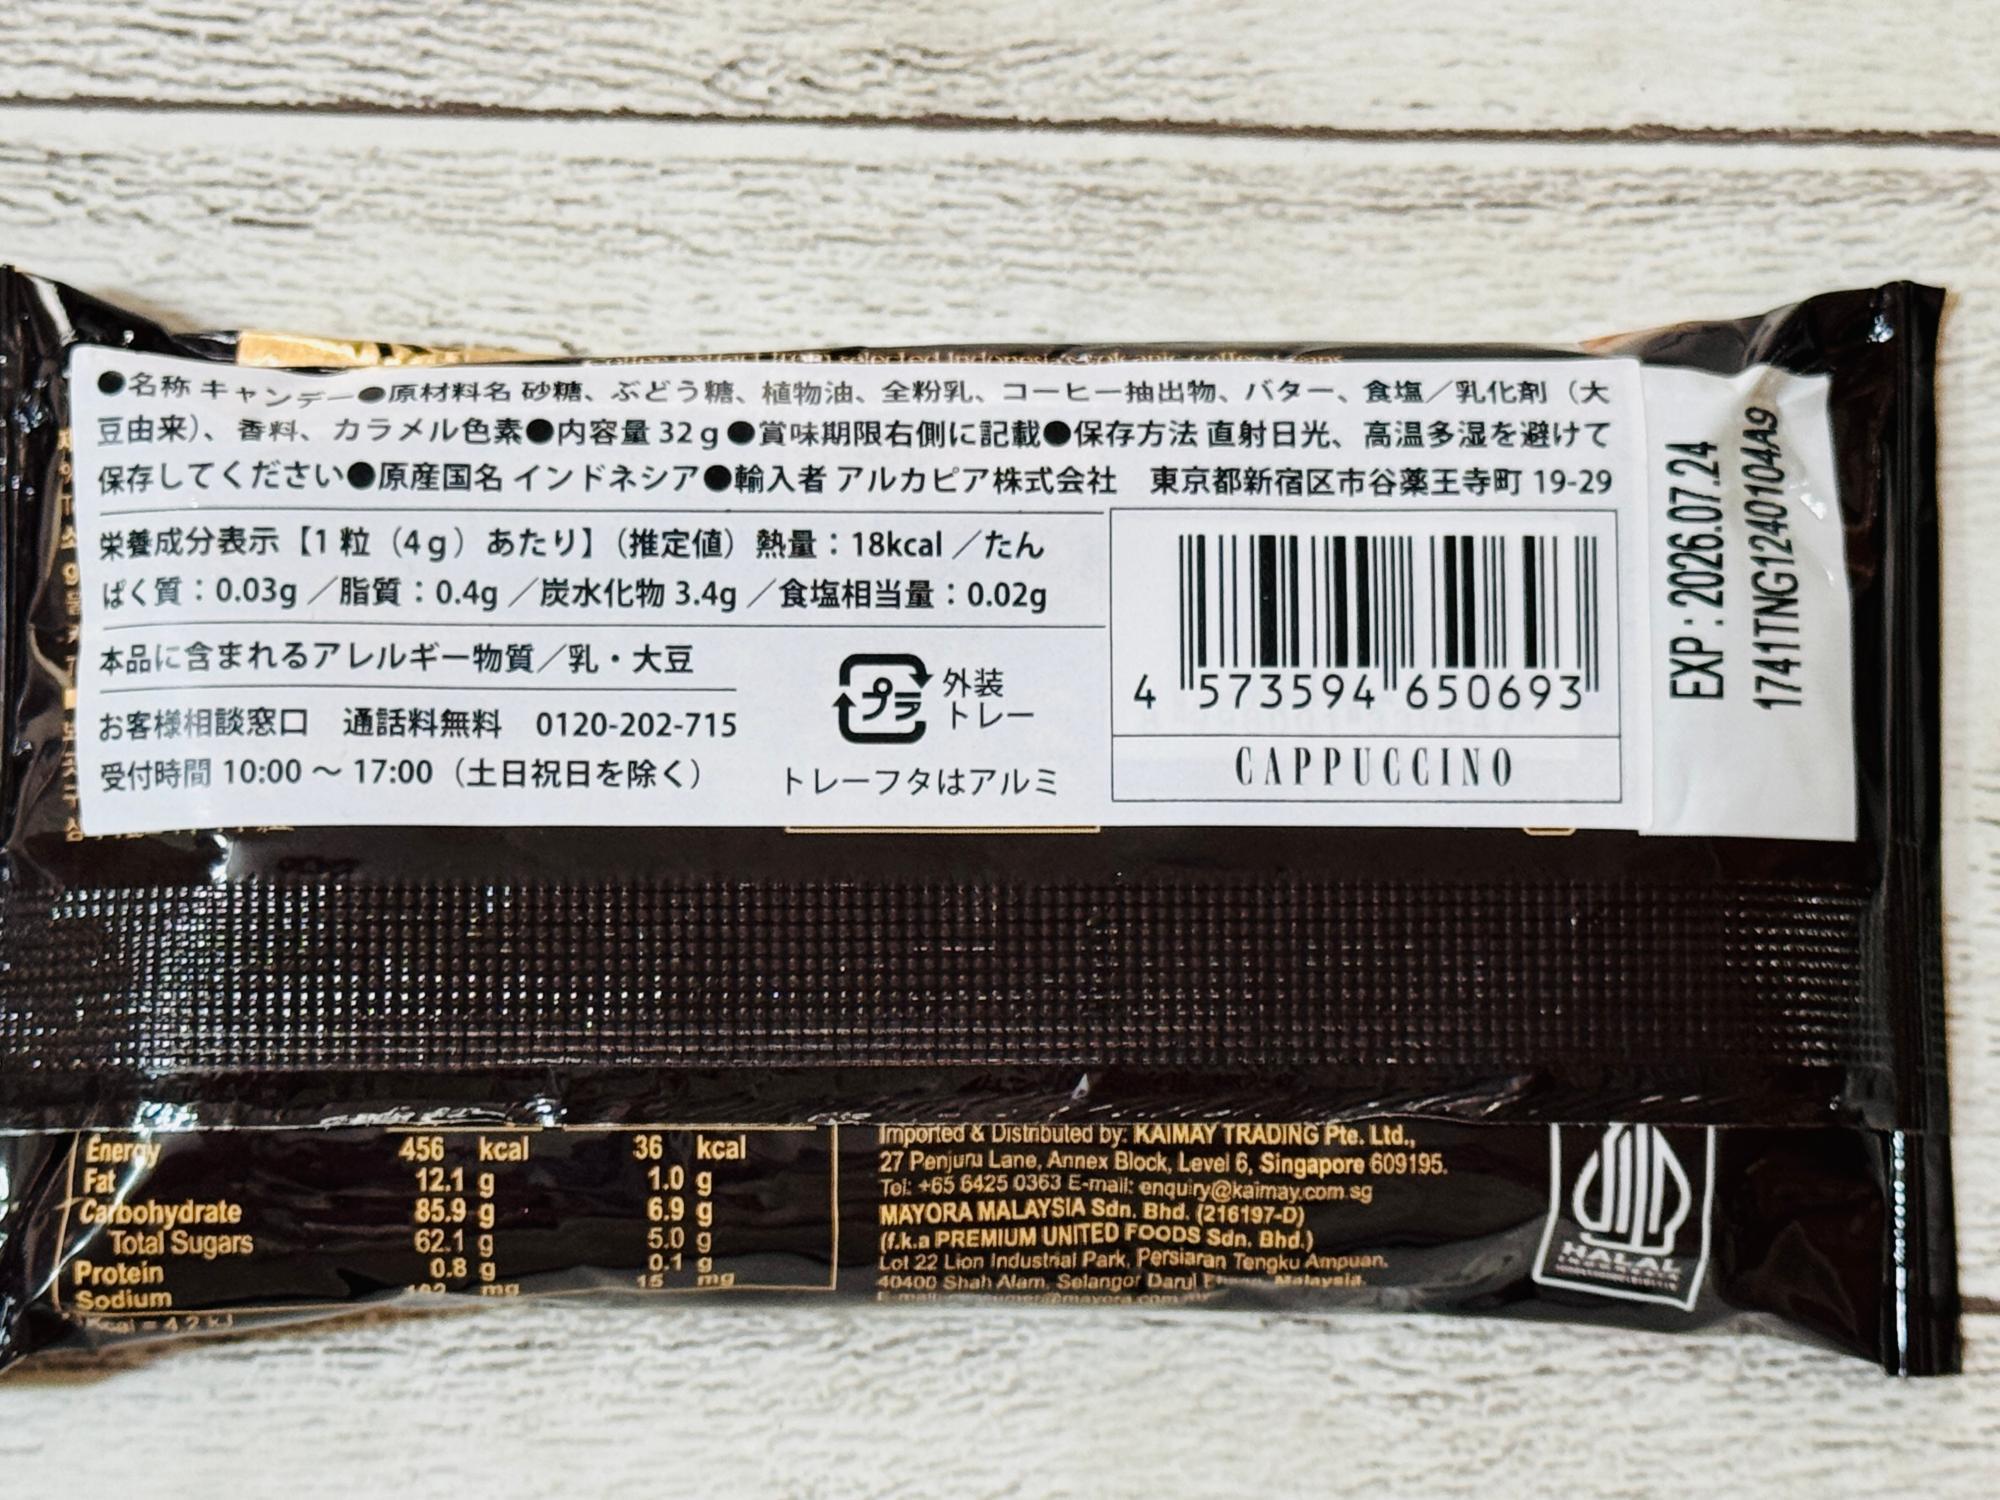 coffee extract from selected Indonesia's volcanic coffee beans
●名称 キャンデー●原材料名 砂糖、ぶどう糖、植物油、全粉乳、コーヒー抽出物、バター、食塩／乳化剤（大
豆由来）、香料、カラメル色素●内容量 32g●賞味期限右側に記載●保存方法 直射日光、高温多湿を避けて
保存してください●原産国名 インドネシア●輸入者 アルカピア株式会社　東京都新宿区市谷薬王寺町 19-29
栄養成分表示【1 粒（4g）あたり】（推定値）熱量：18kcal ／たん
ぱく質：0.03g ／脂質：0.4g ／炭水化物 3.4g ／食塩相当量：0.02g
本品に含まれるアレルギー物質／乳・大豆
お客様相談窓口　通話料無料　0120-202-715
受付時間 10:00 ～ 17:00（土日祝日を除く）
プラ
外装
トレー
トレーフタはアルミ
4 573594 650693
CAPPUCCINO
EXP : 2026.07.24
1741TNG1240104A9
Energy 456 kcal 36 kcal
Fat 12.1 g 1.0 g
Carbohydrate 85.9 g 6.9 g
Total Sugars 62.1 g 5.0 g
Protein 0.8 g 0.1 g
Sodium mg 15 mg
Kcal = 4.2 kJ
Imported & Distributed by: KAIMAY TRADING Pte. Ltd.,
27 Penjuru Lane, Annex Block, Level 6, Singapore 609195.
Tel: +65 6425 0363 E-mail: enquiry@kaimay.com.sg
MAYORA MALAYSIA Sdn. Bhd. (216197-D)
(f.k.a PREMIUM UNITED FOODS Sdn. Bhd.)
Lot 22 Lion Industrial Park, Persiaran Tengku Ampuan.
40400 Shah Alam, Selangor Darul Malaysia.
HALAL
INDONESIA